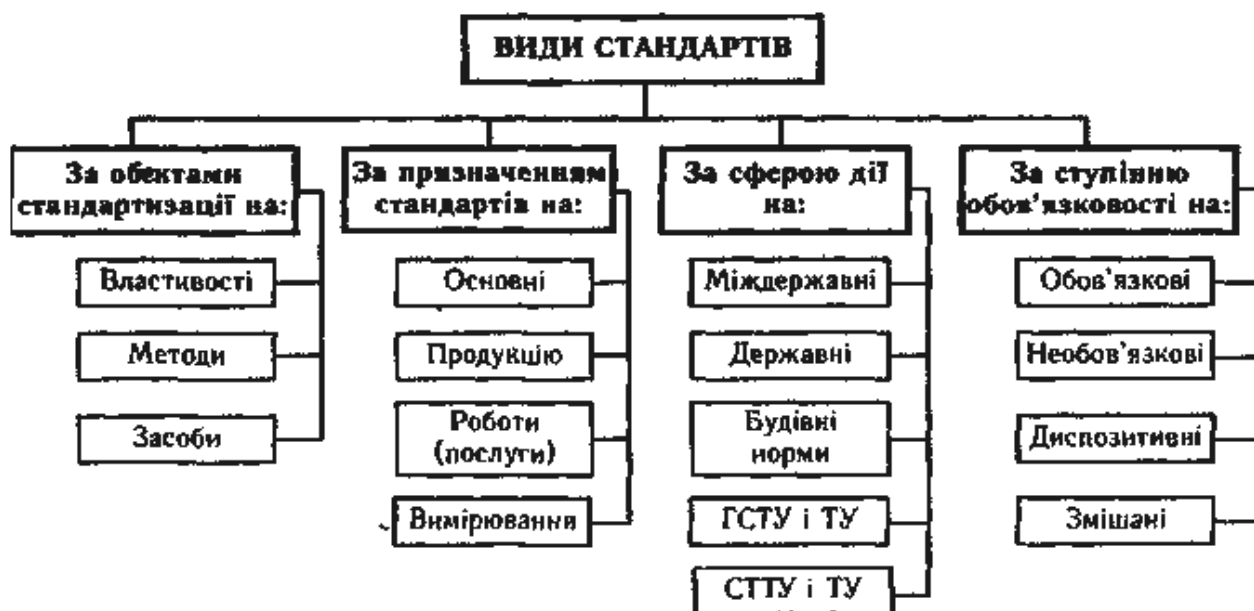 ВИДИ СТАНДАРТІВ
За обектами
стандартизації на:
Властивості
Методи
Засоби
За призначенням
стандартів на:
Основні
Продукцію
Роботи
(послуги)
Вимірювання
За сферою дії
на:
Міждержавні
Державні
Будівні
норми
ГСТУ і ТУ
СТТУ і ТУ
За ступінню
обов'язковості на:
Обов'язкові
Необов'язкові
Диспозитивні
Змішані